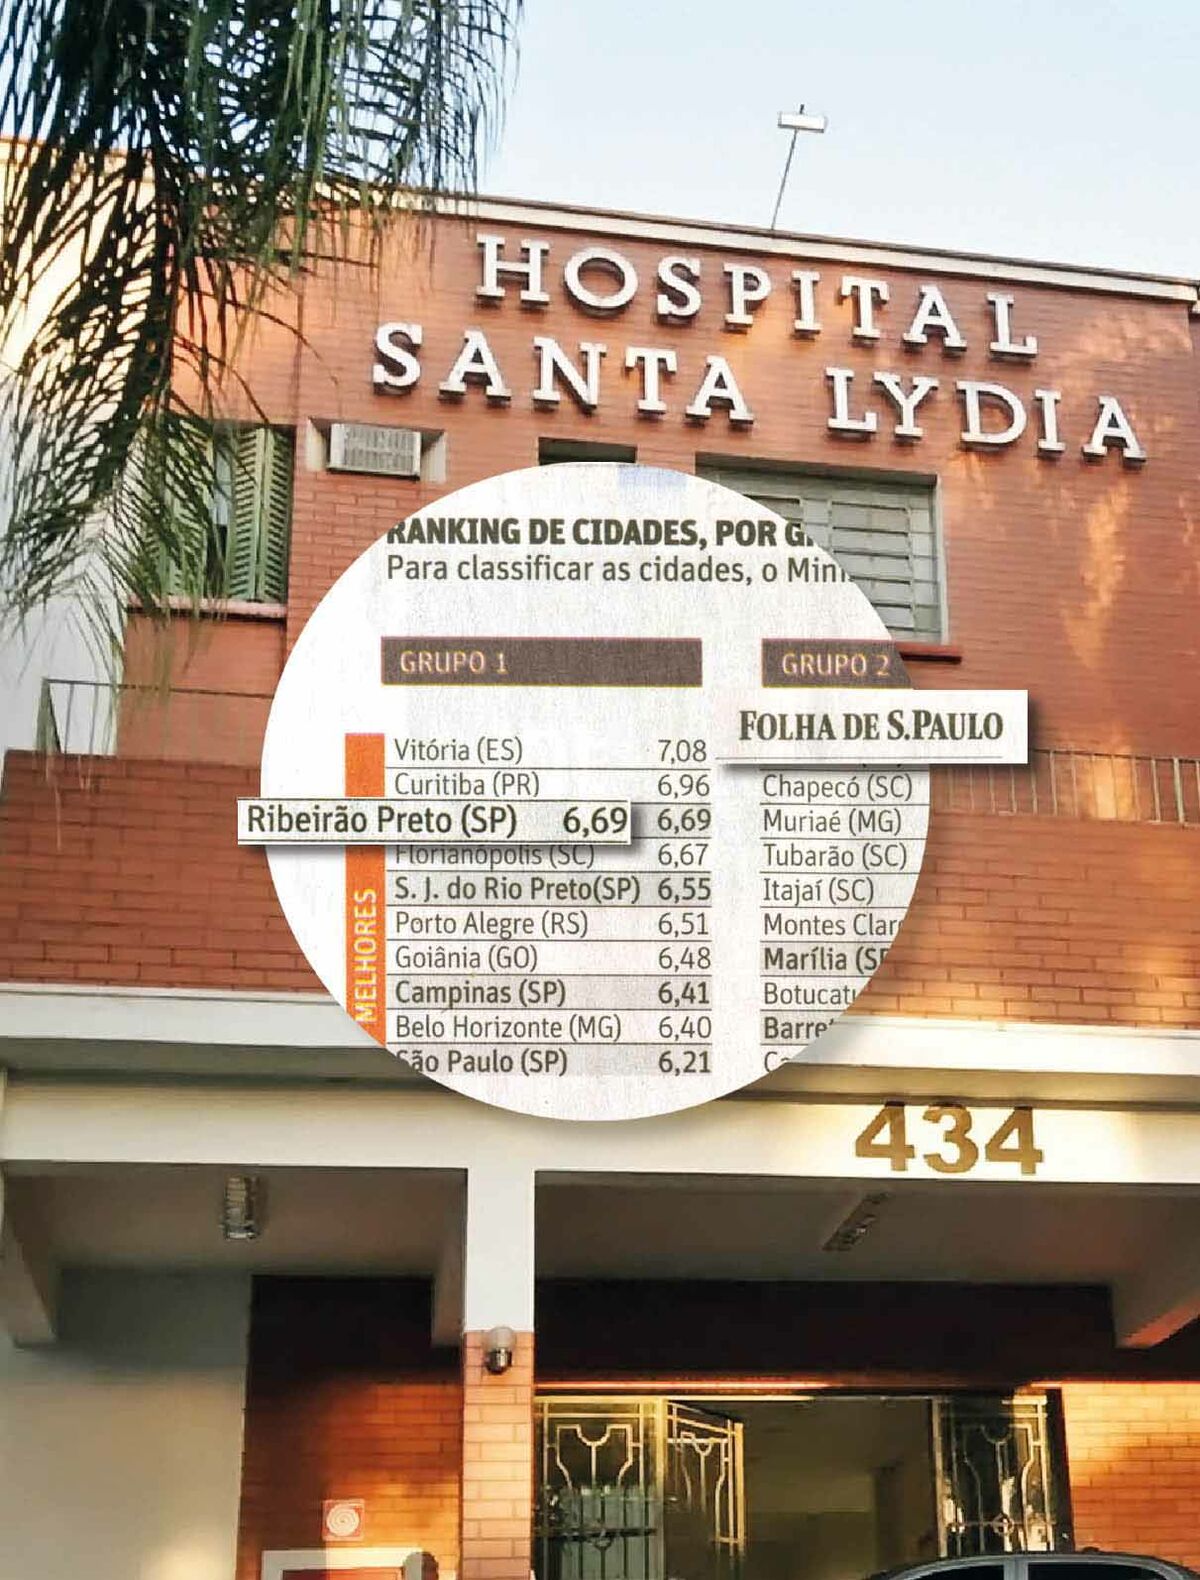 HOSPITAL
SANTA LYDIA
RANKING DE CIDADES, POR
Para classificar as cidades, o
GRUPO 1
Vitória (ES) 7,08
Curitiba (PR) 6,96
Ribeirão Preto (SP) 6,69 6,69
Florianópolis (SC) 6,67
S. J. do Rio Preto(SP) 6,55
Porto Alegre (RS) 6,51
Goiânia (GO) 6,48
Campinas (SP) 6,41
Belo Horizonte (MG) 6,40
São Paulo (SP) 6,21
MELHORES
GRUPO 2
FOLHA DE S.PAULO
Chapecó (SC)
Muriaé (MG)
Tubarão (SC)
Itajaí (SC)
Montes
Marília
434